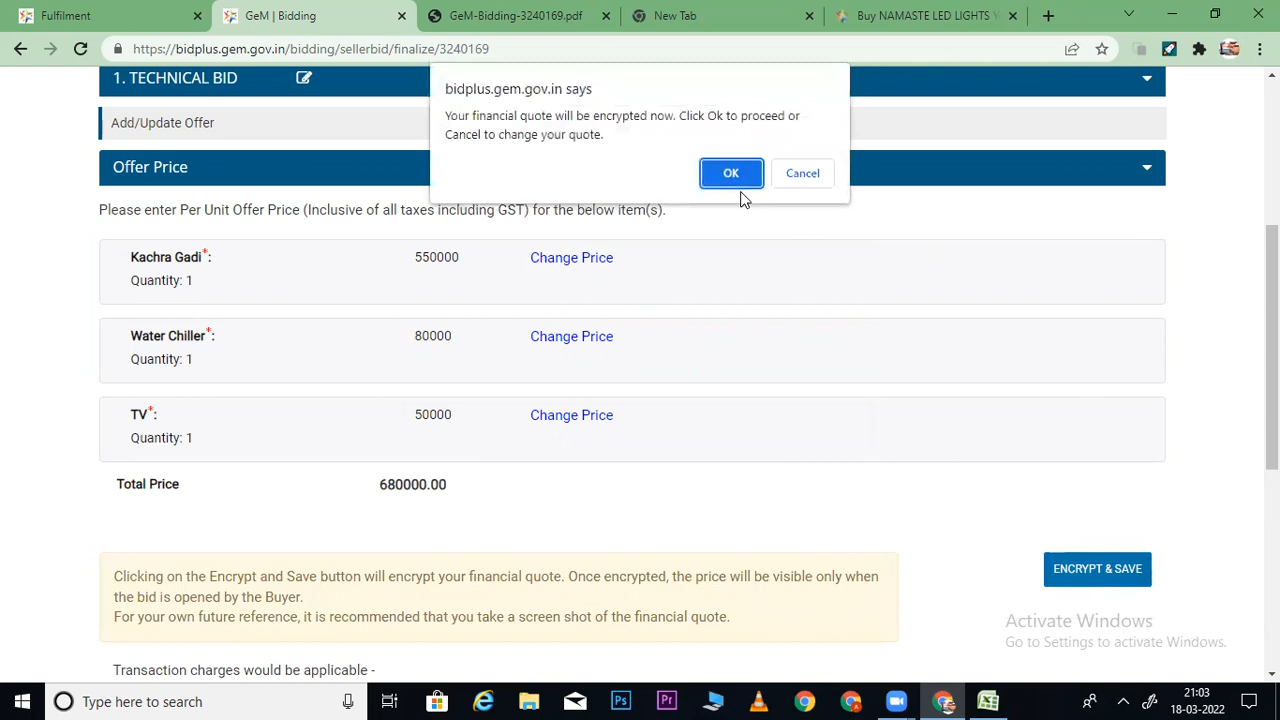 Fulfilment
GeM | Bidding
GeM-Bidding-3240169.pdf
New Tab
Buy NAMASTE LED LIGHTS
https://bidplus.gem.gov.in/bidding/sellerbid/finalize/3240169
1. TECHNICAL BID
bidplus.gem.gov.in says
Your financial quote will be encrypted now. Click Ok to proceed or
Cancel to change your quote.
OK
Cancel
Add/Update Offer
Offer Price
Please enter Per Unit Offer Price (Inclusive of all taxes including GST) for the below item(s).
Kachra Gadi*: 550000 Change Price
Quantity: 1
Water Chiller*: 80000 Change Price
Quantity: 1
TV*: 50000 Change Price
Quantity: 1
Total Price 680000.00
Clicking on the Encrypt and Save button will encrypt your financial quote. Once encrypted, the price will be visible only when
the bid is opened by the Buyer.
For your own future reference, it is recommended that you take a screen shot of the financial quote.
ENCRYPT & SAVE
Activate Windows
Go to Settings to activate Windows.
Transaction charges would be applicable -
Type here to search
Ps
Pr
21:03
18-03-2022